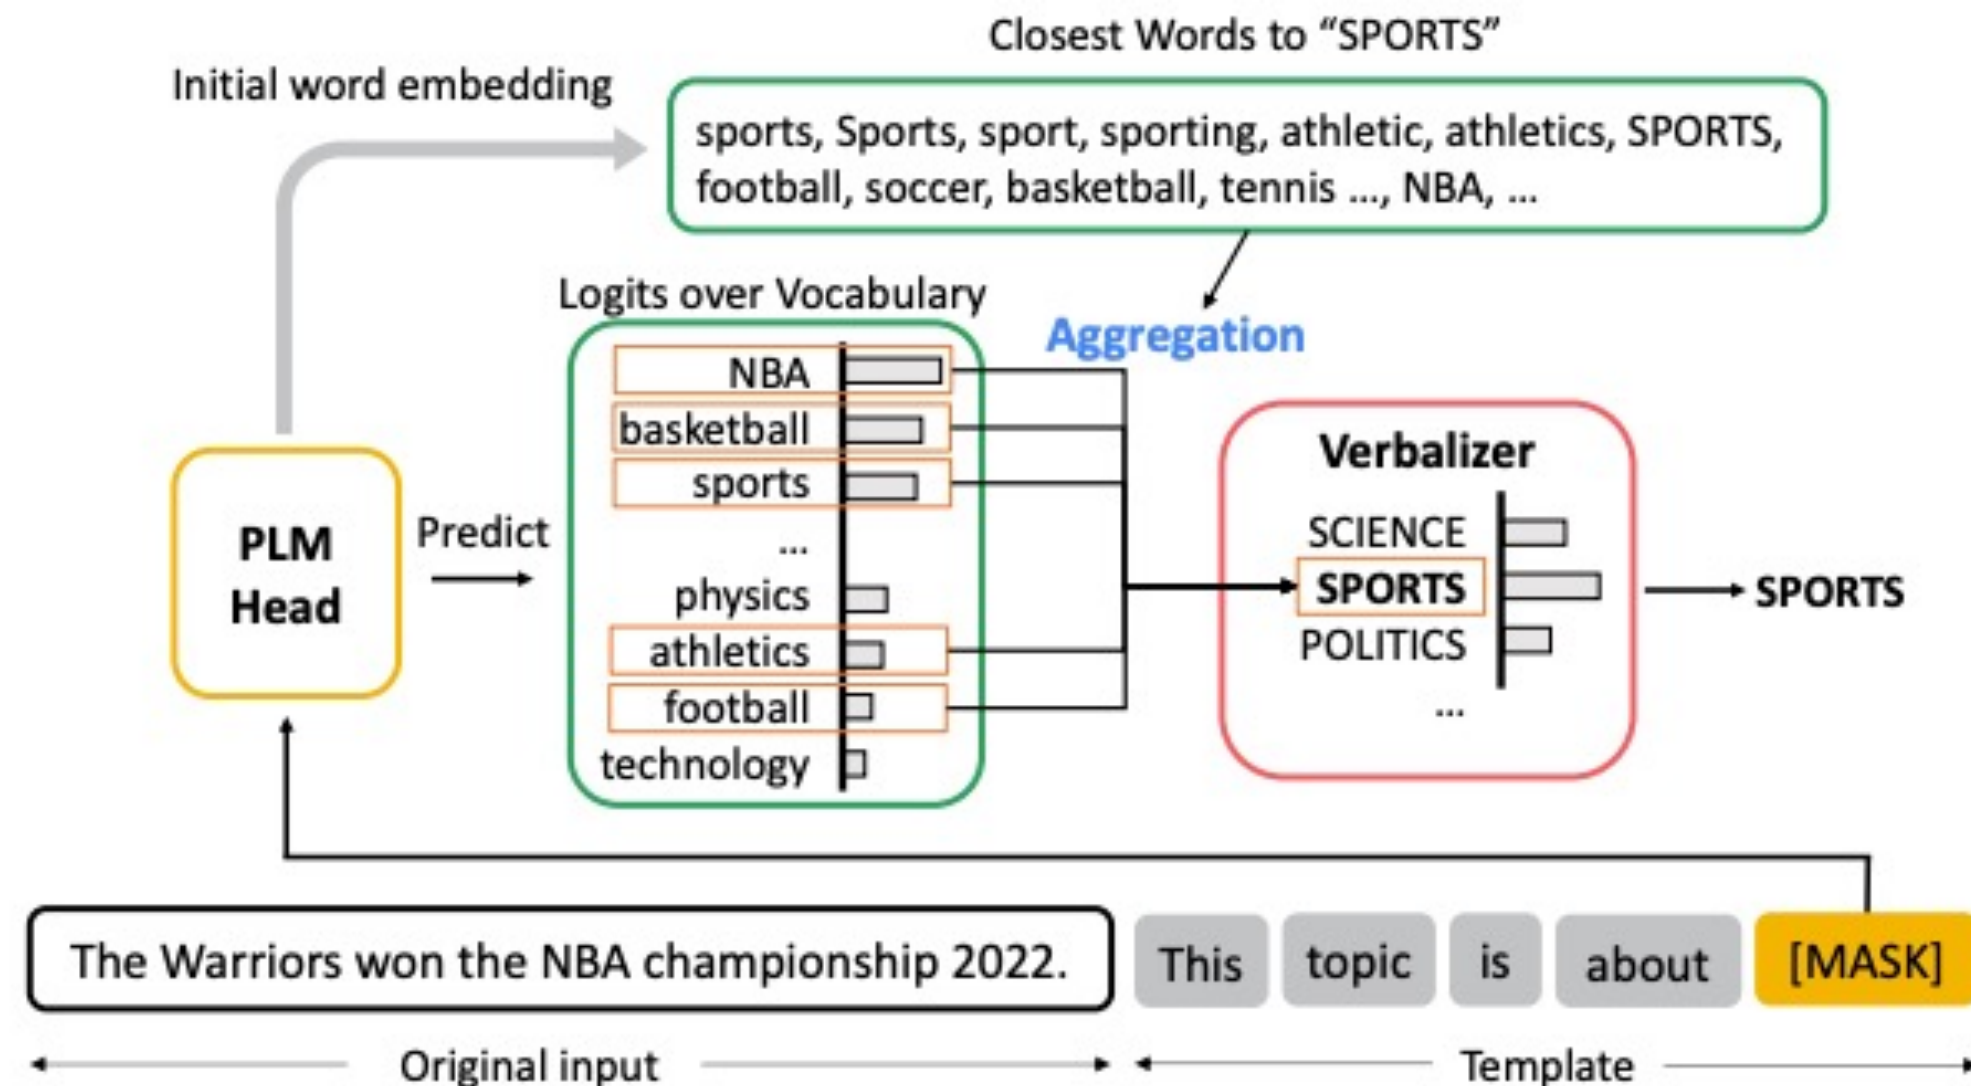 Closest Words to “SPORTS”
Initial word embedding
sports, Sports, sport, sporting, athletic, athletics, SPORTS,
football, soccer, basketball, tennis ..., NBA, ...
Logits over Vocabulary
Aggregation
NBA
basketball
sports
...
physics
athletics
football
technology
PLM
Head
Predict
Verbalizer
SCIENCE
SPORTS
POLITICS
...
SPORTS
The Warriors won the NBA championship 2022.
This topic is about [MASK]
Original input
Template